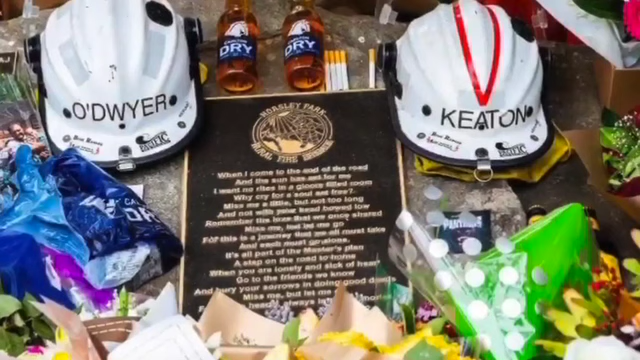 O'DWYER
DRY
DRY
KEATON
HORSLEY PARK
RURAL FIRE BRIGADE
When I come to the end of the road
And the sun has set for me
I want no rites in a gloom filled room
Why cry for a soul set free?
Miss me a little, but not too long
And not with your head bowed low
Remember the love that we once shared
Miss me, but let me go
For this is a journey that we all must take
And each must go alone.
It's all part of the Master's plan
A step on the road to home
When you are lonely and sick of heart
Go to the friends we know
And bury your sorrows in doing good deeds
Miss me, but let me
PANTHERS
DRY